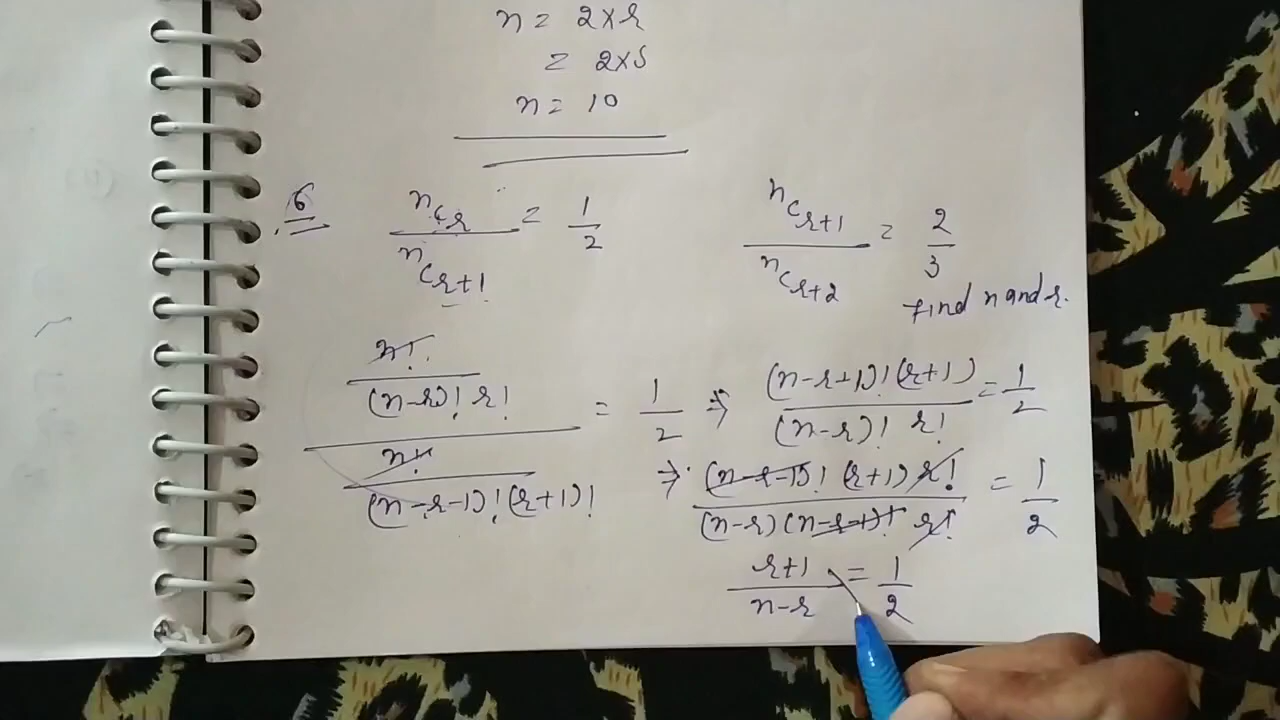 n = 2×r
= 2×5
n = 10
6 nCr / nCr+1 = 1/2 nCr+1 / nCr+2 = 2/3
find n and r.
n! / (n-r)! r! / n! / (n-r-1)! (r+1)! = 1/2 ⇒ (n-r+1)! (r+1) / (n-r)! r! = 1/2
⇒ (n-r-1)! (r+1) r! / (n-r) (n-r-1)! r! = 1/2
r+1 / n-r = 1/2